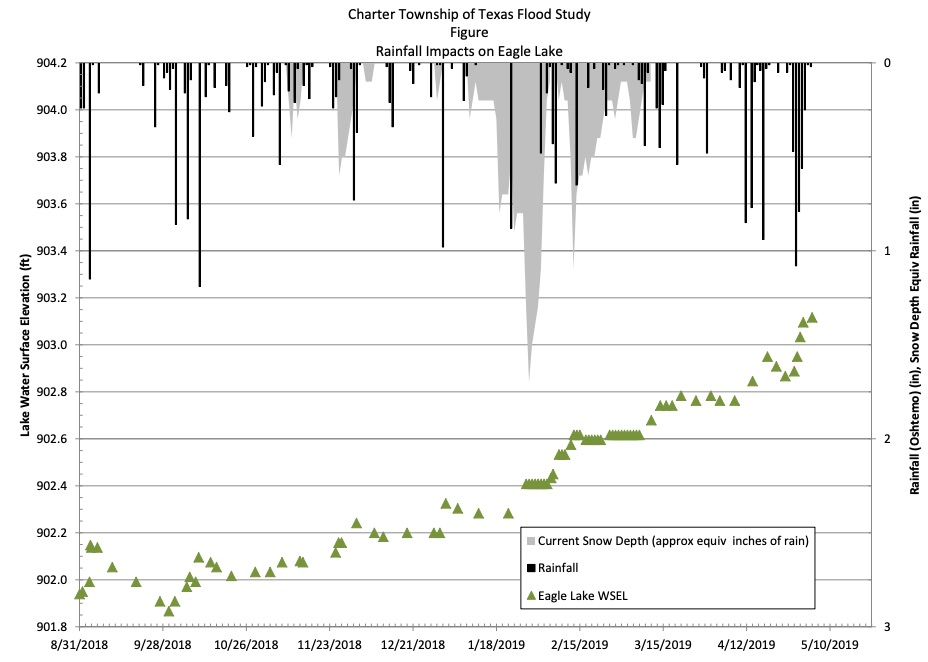 Charter Township of Texas Flood Study
Figure
Rainfall Impacts on Eagle Lake
904.2
904.0
903.8
903.6
903.4
903.2
903.0
902.8
902.6
902.4
902.2
902.0
901.8
Lake Water Surface Elevation (ft)
0
1
2
3
Rainfall (Oshtemo) (in), Snow Depth Equiv Rainfall (in)
Current Snow Depth (approx equiv inches of rain)
Rainfall
Eagle Lake WSEL
8/31/2018 9/28/2018 10/26/2018 11/23/2018 12/21/2018 1/18/2019 2/15/2019 3/15/2019 4/12/2019 5/10/2019